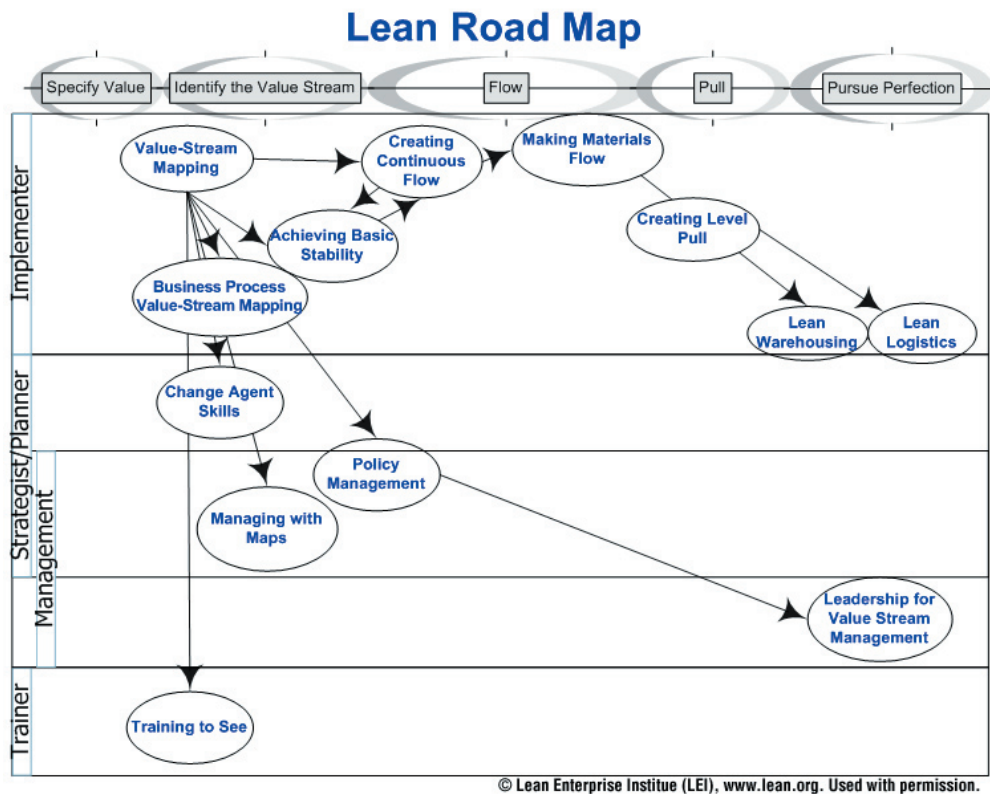 Lean Road Map
Specify Value
Identify the Value Stream
Flow
Pull
Pursue Perfection
Implementer
Value-Stream
Mapping
Creating
Continuous
Flow
Making Materials
Flow
Achieving Basic
Stability
Creating Level
Pull
Business Process
Value-Stream Mapping
Lean
Warehousing
Lean
Logistics
Strategist/Planner
Management
Change Agent
Skills
Policy
Management
Managing with
Maps
Leadership for
Value Stream
Management
Trainer
Training to See
© Lean Enterprise Institue (LEI), www.lean.org. Used with permission.